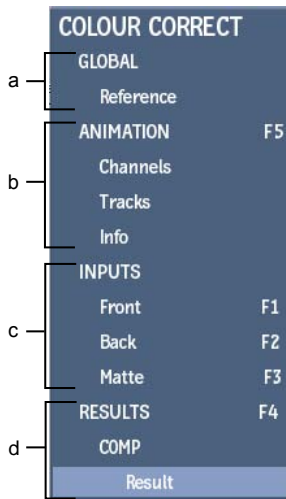 COLOUR CORRECT
a
GLOBAL
Reference
b
ANIMATION F5
Channels
Tracks
Info
c
INPUTS
Front F1
Back F2
Matte F3
d
RESULTS F4
COMP
Result